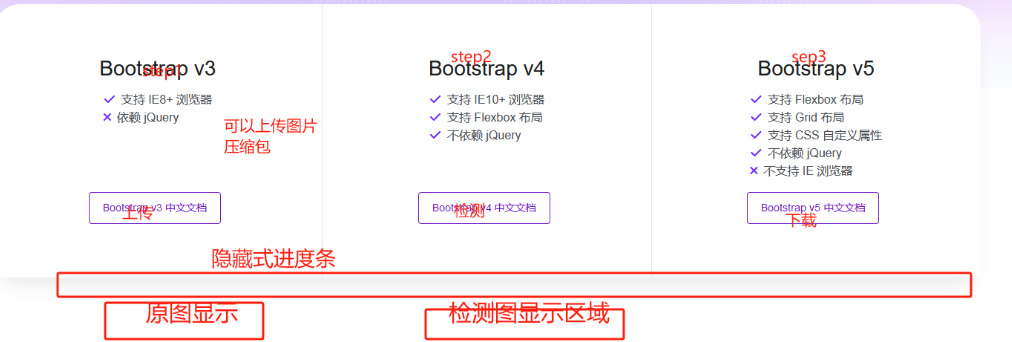 step1
step2
sep3
Bootstrap v3
Bootstrap v4
Bootstrap v5
支持 IE8+ 浏览器
依赖 jQuery
可以上传图片
压缩包
支持 IE10+ 浏览器
支持 Flexbox 布局
不依赖 jQuery
支持 Flexbox 布局
支持 Grid 布局
支持 CSS 自定义属性
不依赖 jQuery
不支持 IE 浏览器
Bootstrap v3 中文文档
上传
Bootstrap v4 中文文档
检测
Bootstrap v5 中文文档
下载
隐藏式进度条
原图显示
检测图显示区域